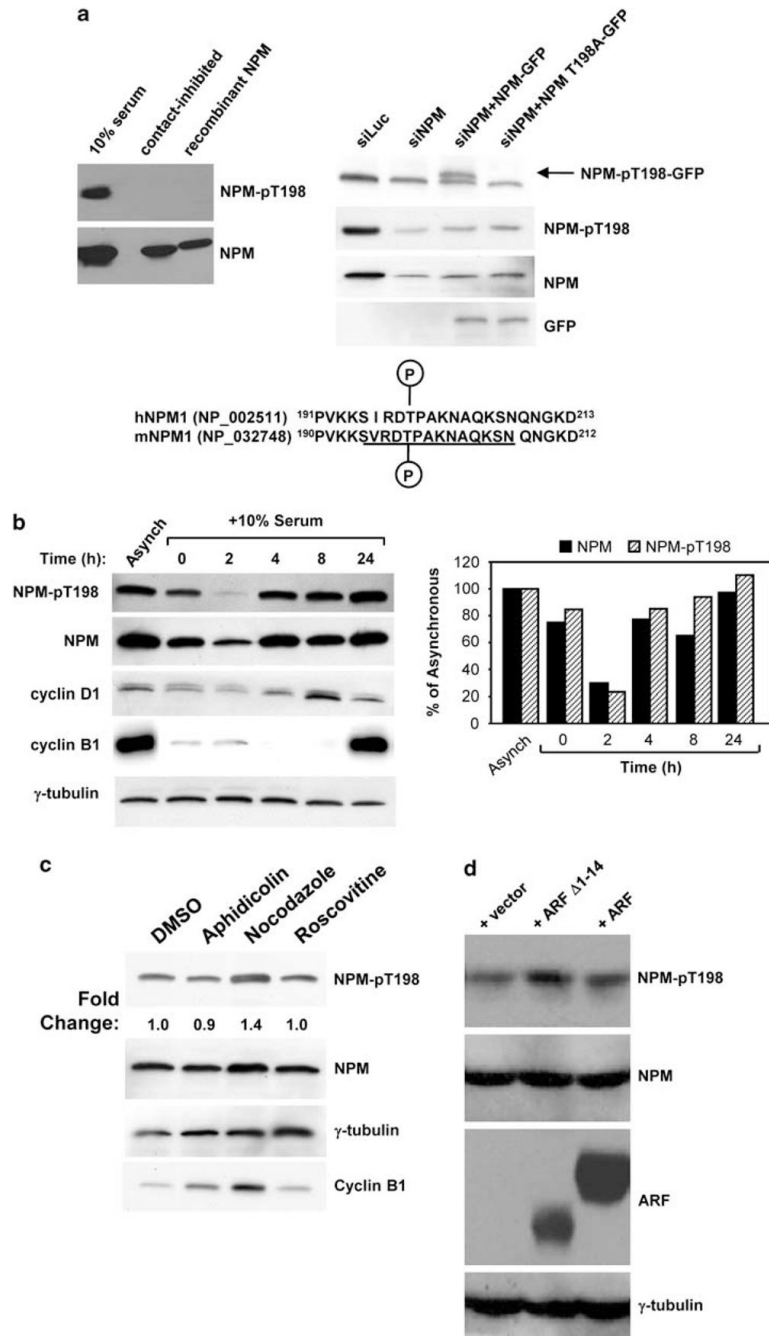 a
10% serum
contact-inhibited
recombinant NPM
NPM-pT198
NPM
siLuc
siNPM
siNPM+NPM-GFP
siNPM+NPM T198A-GFP
NPM-pT198-GFP
NPM-pT198
NPM
GFP
P
hNPM1 (NP_002511) ¹⁹¹PVKKS I RDTPAKNAQKSNQNGKD²¹³
mNPM1 (NP_032748) ¹⁹⁰PVKKSVRDTPAKNAQKSN QNGKD²¹²
P
b
Asynch
+10% Serum
Time (h): 0 2 4 8 24
NPM-pT198
NPM
cyclin D1
cyclin B1
γ-tubulin
NPM NPM-pT198
% of Asynchronous
120
100
80
60
40
20
0
Asynch 0 2 4 8 24
Time (h)
c
DMSO
Aphidicolin
Nocodazole
Roscovitine
NPM-pT198
Fold
Change: 1.0 0.9 1.4 1.0
NPM
γ-tubulin
Cyclin B1
d
+ vector
+ ARF Δ1-14
+ ARF
NPM-pT198
NPM
ARF
γ-tubulin